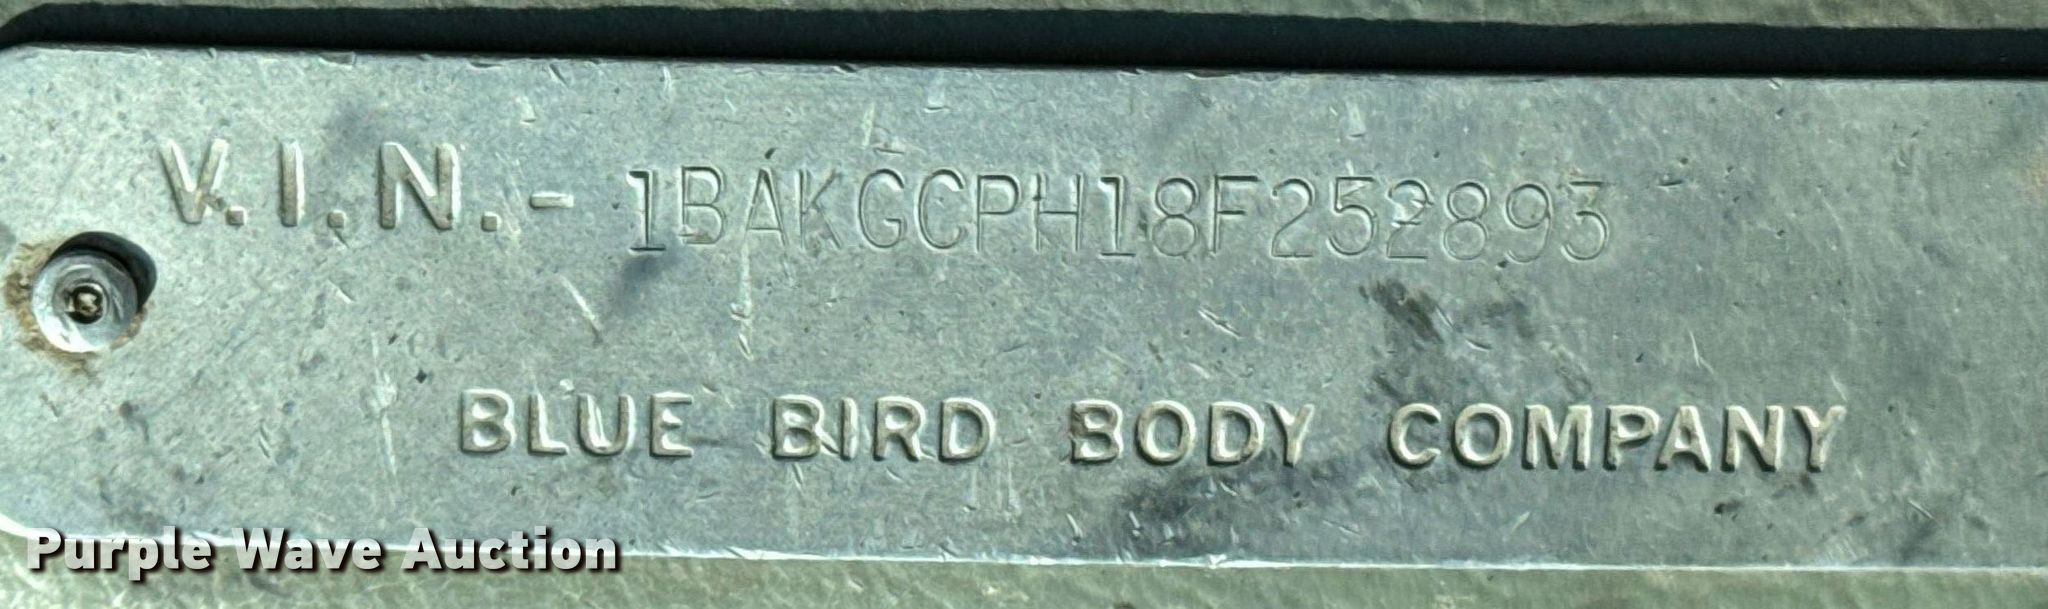 V.I.N.- 1BAKGCPH18F252893
BLUE BIRD BODY COMPANY
Purple Wave Auction